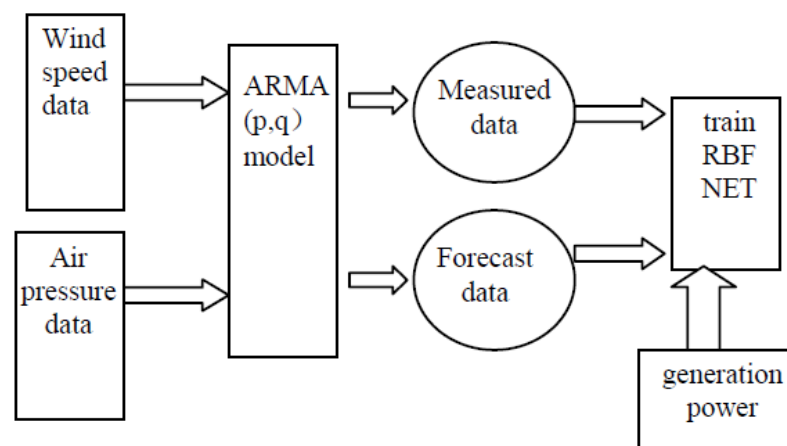 Wind
speed
data
ARMA
(p,q）
model
Measured
data
train
RBF
NET
Air
pressure
data
Forecast
data
generation
power